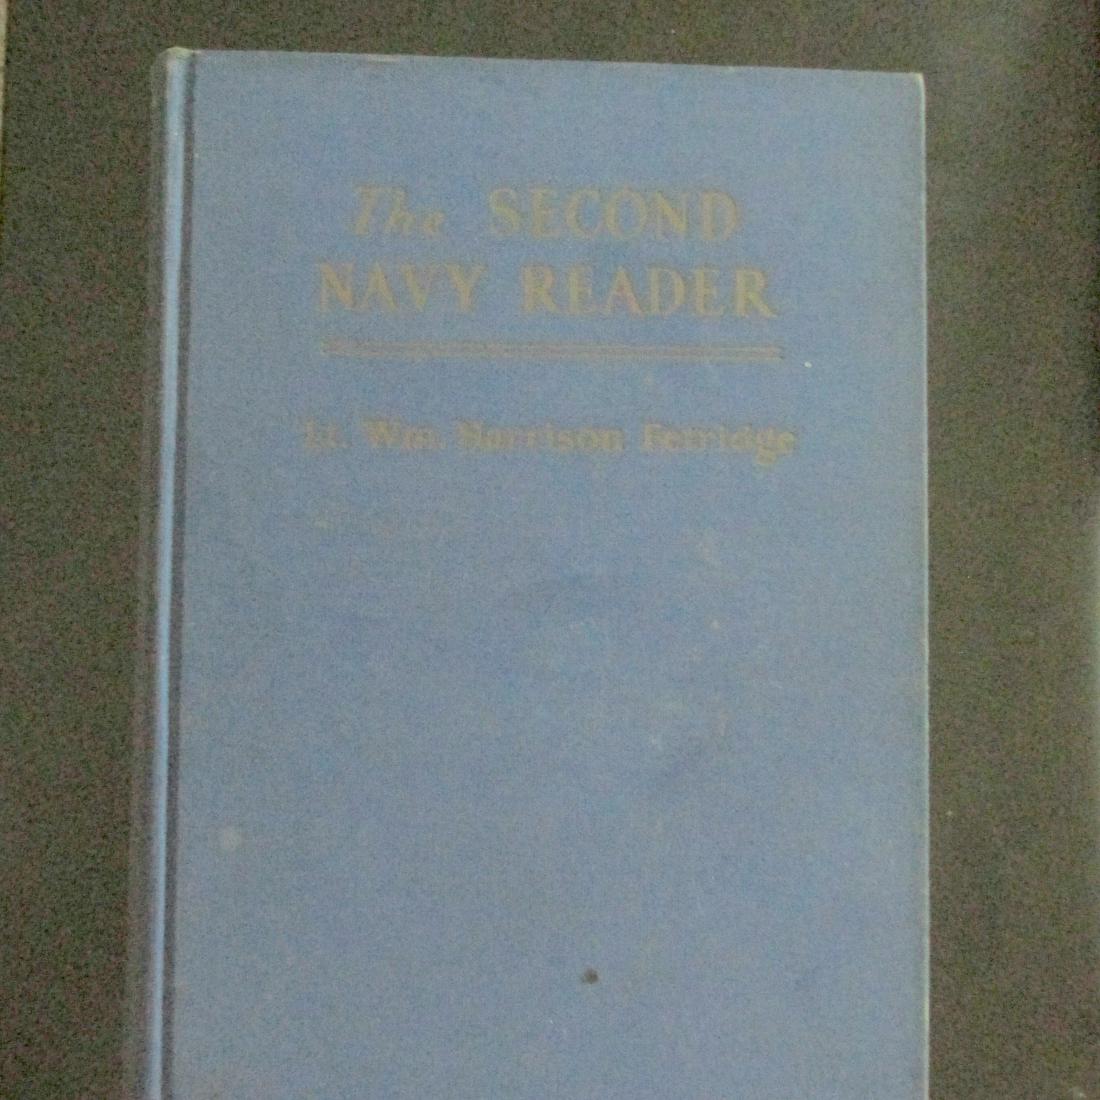 The SECOND
NAVY READER
Lt. Wm. Harrison Fetridge